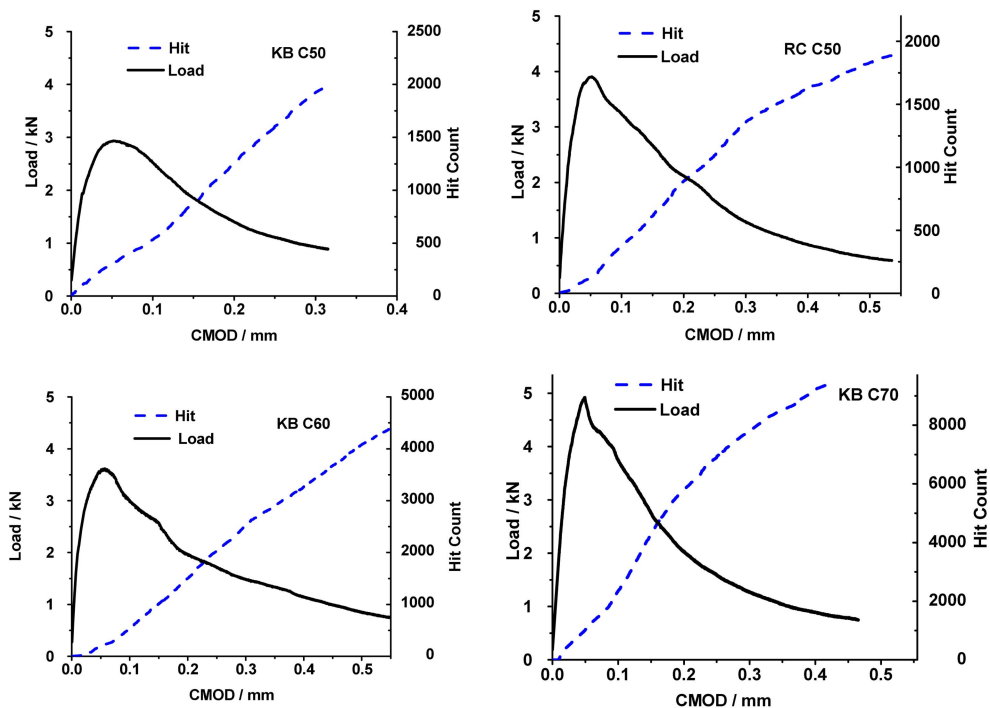 5
4
3
2
1
0
Load / kN
Hit
Load
KB C50
2500
2000
1500
1000
500
0
Hit Count
0.0 0.1 0.2 0.3 0.4
CMOD / mm
5
4
3
2
1
0
Load / kN
Hit
Load
RC C50
2000
1500
1000
500
0
Hit Count
0.0 0.1 0.2 0.3 0.4 0.5
CMOD / mm
5
4
3
2
1
0
Load / kN
Hit
Load
KB C60
5000
4000
3000
2000
1000
0
Hit Count
0.0 0.1 0.2 0.3 0.4 0.5
CMOD / mm
5
4
3
2
1
0
Load / kN
Hit
Load
KB C70
8000
6000
4000
2000
0
Hit Count
0.0 0.1 0.2 0.3 0.4 0.5
CMOD / mm